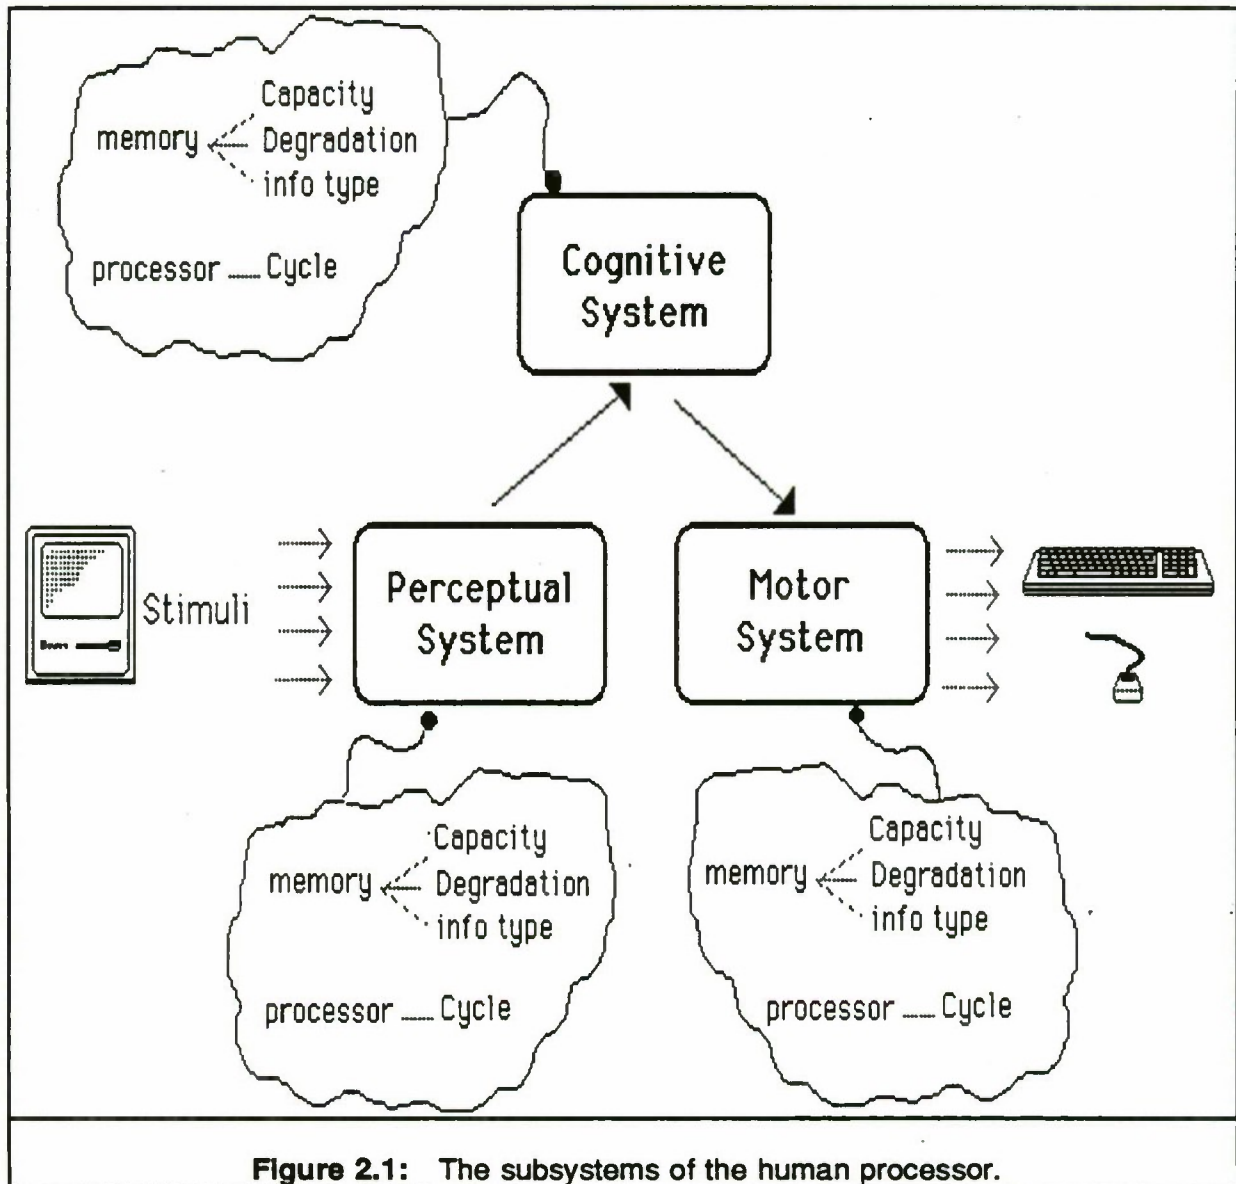 Capacity
memory Degradation
info type
processor Cycle
Cognitive
System
Stimuli
Perceptual
System
Motor
System
Capacity
memory Degradation
info type
processor Cycle
Capacity
memory Degradation
info type
processor Cycle
Figure 2.1: The subsystems of the human processor.